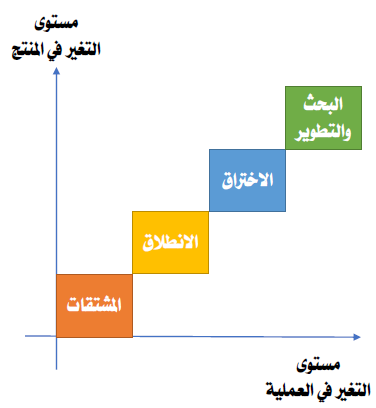 مستوى
التغير في المنتج
البحث
والتطوير
الاختراق
الانطلاق
المشتقات
مستوى
التغير في العملية